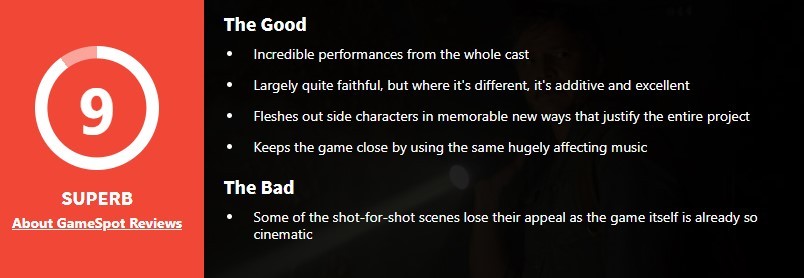 The Good
• Incredible performances from the whole cast
• Largely quite faithful, but where it's different, it's additive and excellent
• Fleshes out side characters in memorable new ways that justify the entire project
• Keeps the game close by using the same hugely affecting music
9
SUPERB
About GameSpot Reviews
The Bad
• Some of the shot-for-shot scenes lose their appeal as the game itself is already so
cinematic